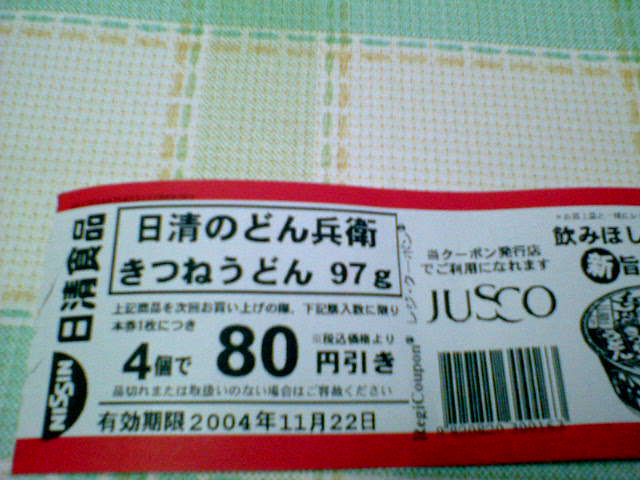 日清食品
NISSIN
日清のどん兵衛
きつねうどん 97g
上記商品を次回お買い上げの際、下記購入数に限り
本券1枚につき
4個で 80 円引き
※税込価格より
品切れまたは取扱いのない場合はご容赦ください
有効期限2004年11月22日
レジ・クーポン
RegiCoupon
当クーポン発行店
でご利用になれます
JUSCO
飲みほし
新 旨